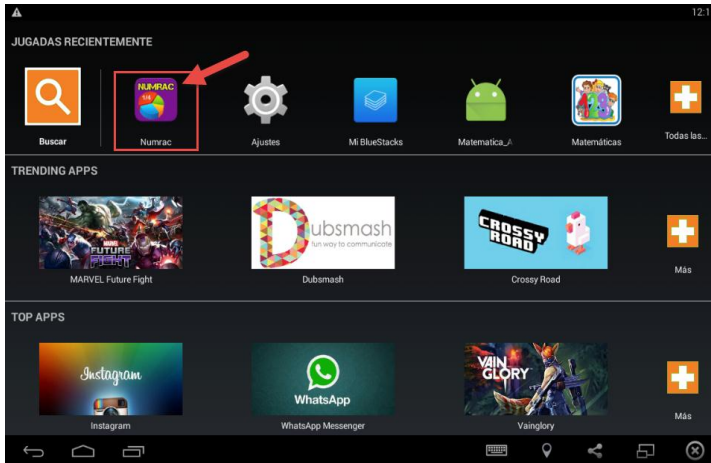 12:1
JUGADAS RECIENTEMENTE
NUMRAC
1/4
Buscar
Numrac
Ajustes
Mi BlueStacks
Matematica_A
Matemáticas
Todas las...
TRENDING APPS
MARVEL
FUTURE
FIGHT
Dubsmash
fun way to communicate
CROSSY
ROAD
MARVEL Future Fight
Dubsmash
Crossy Road
Más
TOP APPS
Instagram
WhatsApp
VAIN
GLORY
Instagram
WhatsApp Messenger
Vainglory
Más